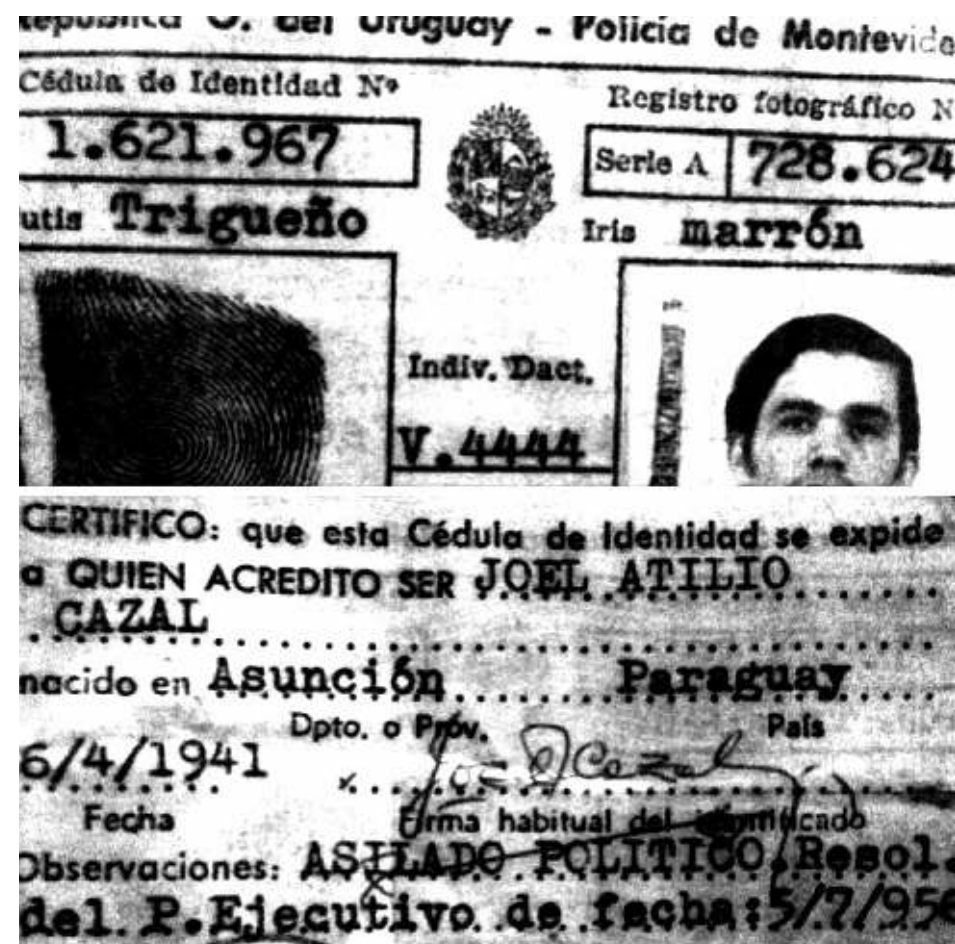 República O. del Uruguay - Policía de Montevide
Cédula de Identidad Nº
Registro fotográfico N
1.621.967
Serie A 728.624
utis Trigueño
Iris marrón
Indiv. Dact.
V.4444
CERTIFICO: que esta Cédula de Identidad se expide
a QUIEN ACREDITO SER JOEL ATILIO
CAZAL
nacido en Asunción Paraguay
Dpto. o Prov. País
6/4/1941
Fecha Firma habitual del identificado
Observaciones: ASILADO POLITICO.Resol.
del P.Ejecutivo de fecha:5/7/956